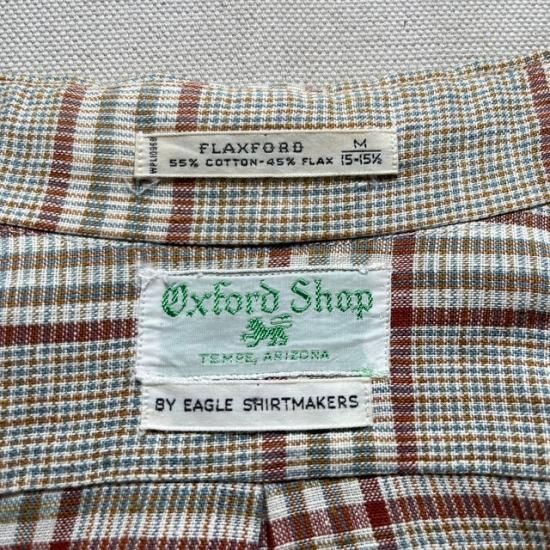 FLAXFORD
55% COTTON-45% FLAX
M
15-15½
Oxford Shop
TEMPE, ARIZONA
BY EAGLE SHIRTMAKERS